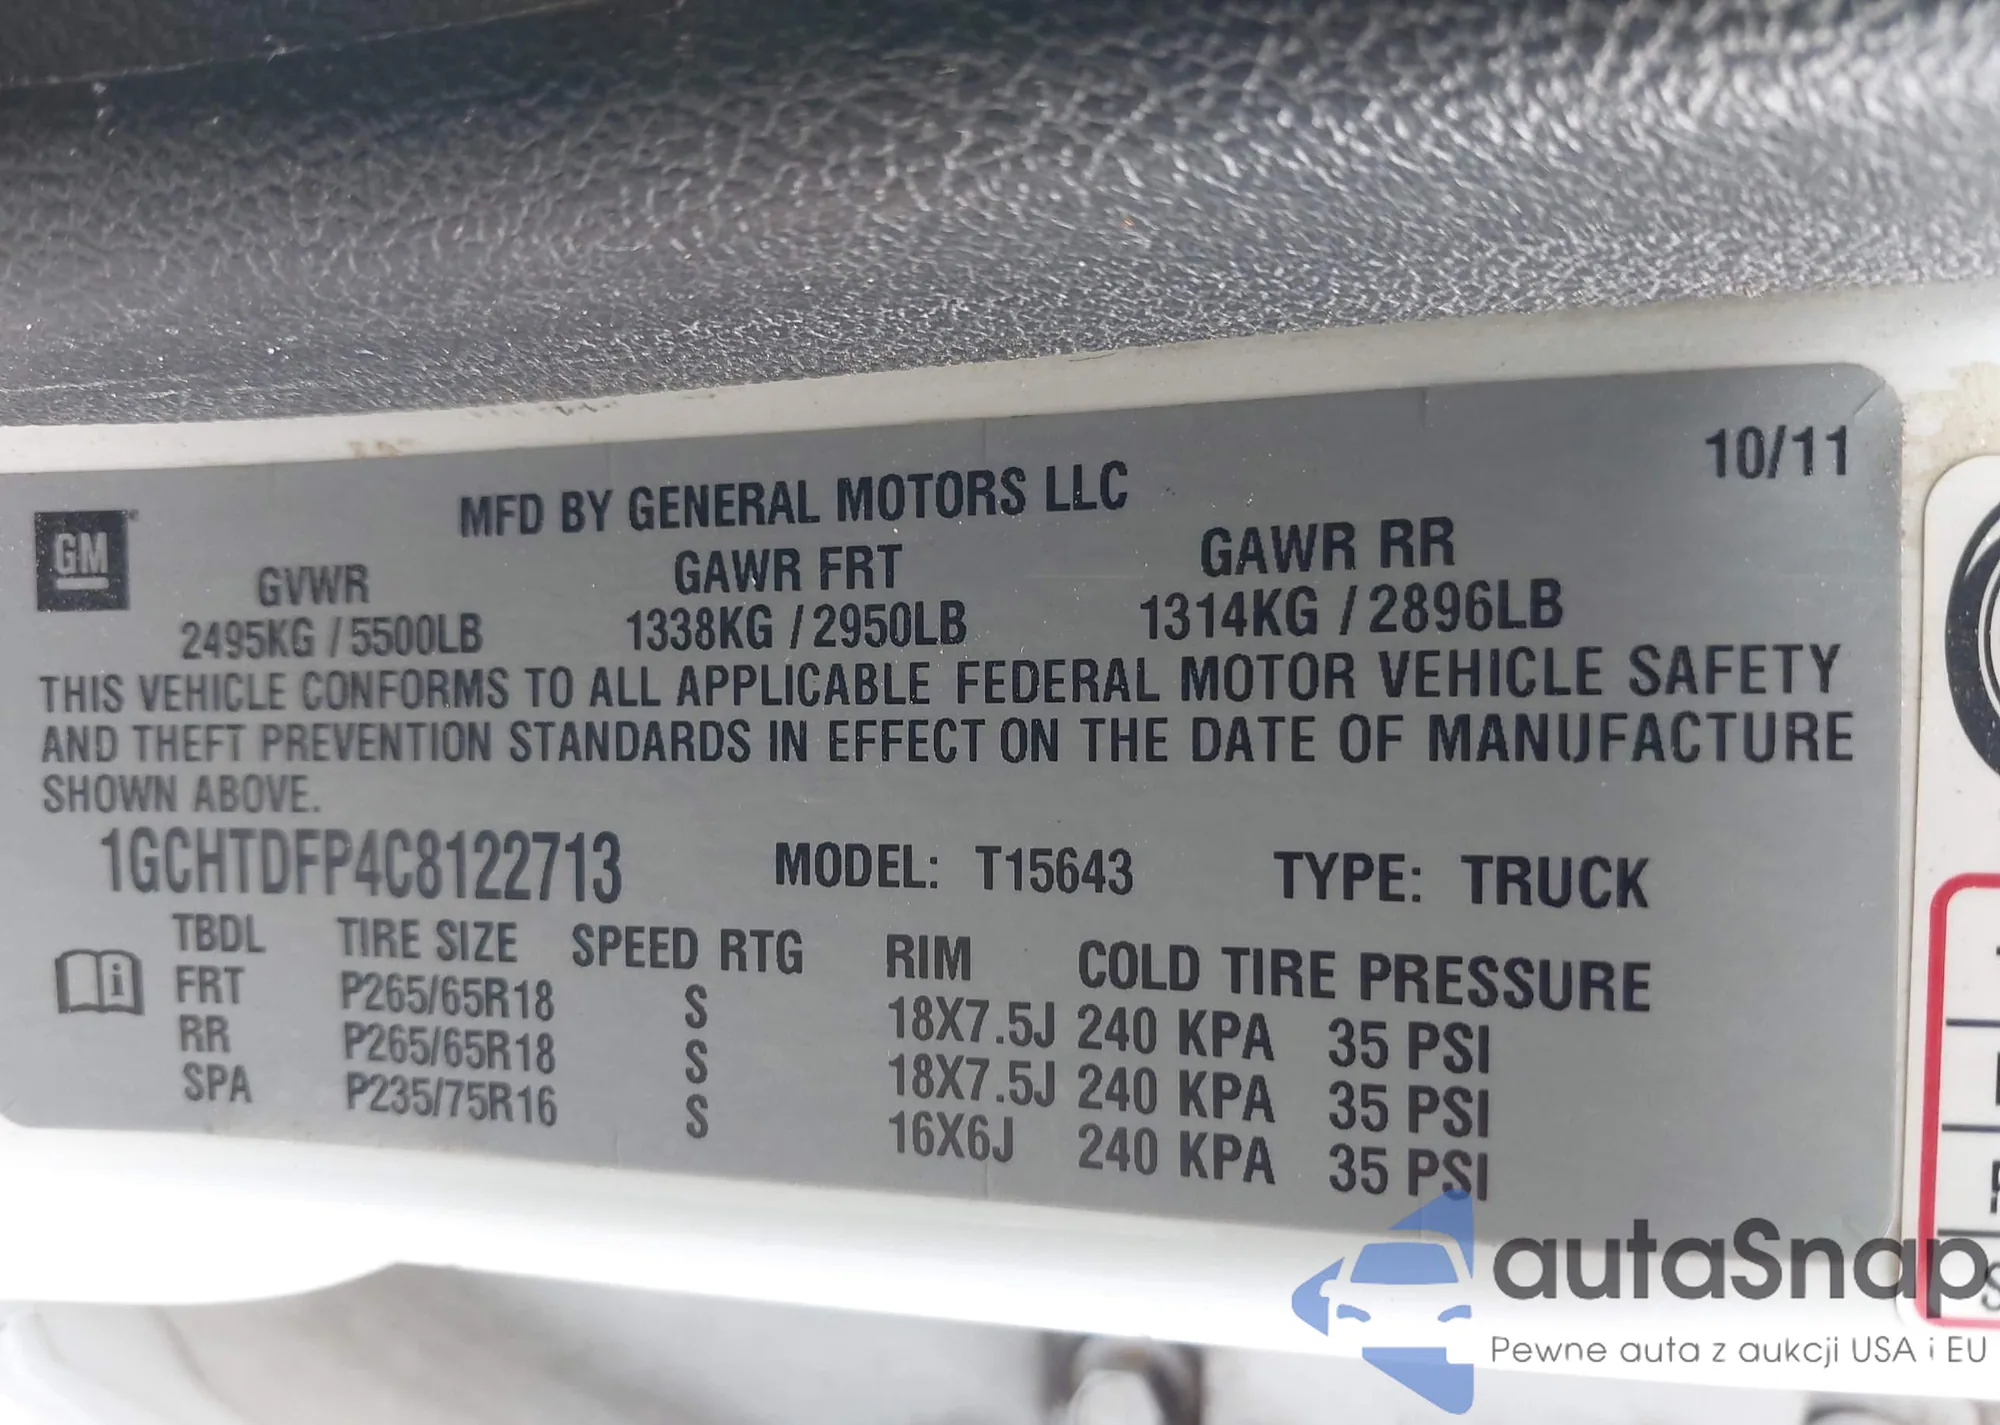 10/11
MFD BY GENERAL MOTORS LLC
GM
GVWR GAWR FRT GAWR RR
2495KG / 5500LB 1338KG / 2950LB 1314KG / 2896LB
THIS VEHICLE CONFORMS TO ALL APPLICABLE FEDERAL MOTOR VEHICLE SAFETY
AND THEFT PREVENTION STANDARDS IN EFFECT ON THE DATE OF MANUFACTURE
SHOWN ABOVE.
1GCHTDFP4C8122713 MODEL: T15643 TYPE: TRUCK
TBDL TIRE SIZE SPEED RTG RIM COLD TIRE PRESSURE
FRT P265/65R18 S 18X7.5J 240 KPA 35 PSI
RR P265/65R18 S 18X7.5J 240 KPA 35 PSI
SPA P235/75R16 S 16X6J 240 KPA 35 PSI
autaSnap
Pewne auta z aukcji USA i EU